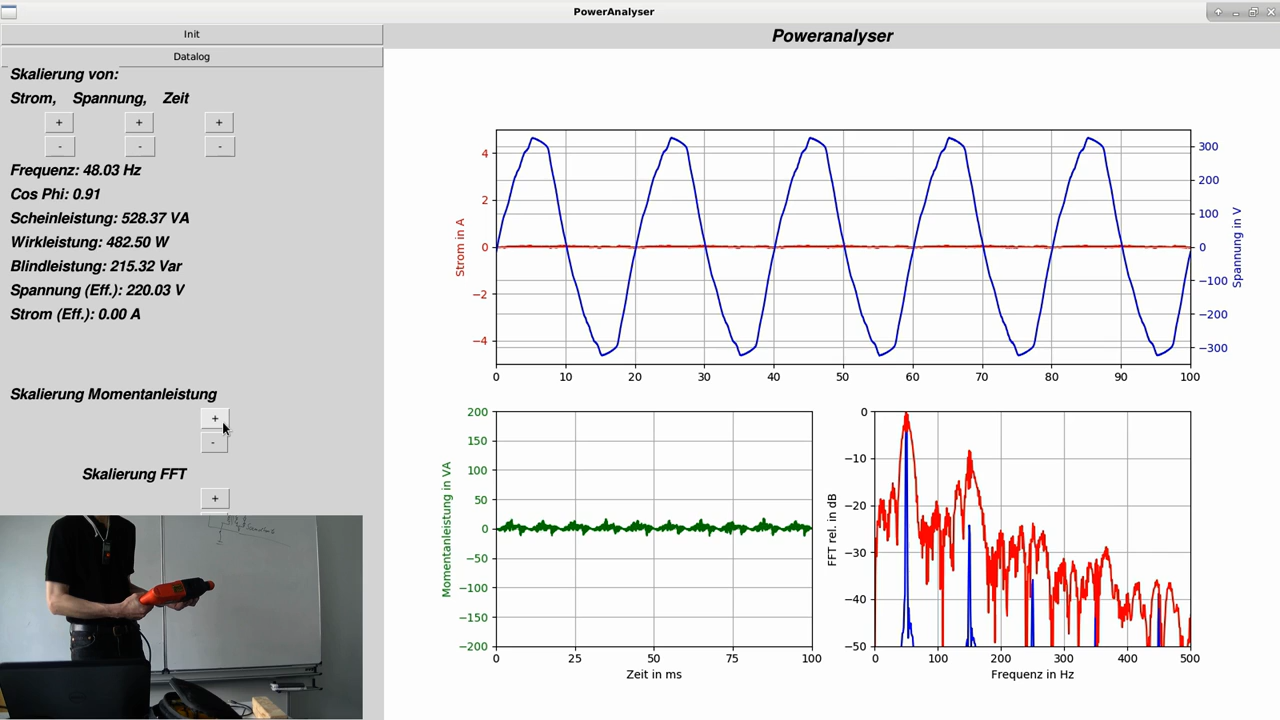 PowerAnalyser
Init
Datalog
Skalierung von:
Strom, Spannung, Zeit
+ + +
- - -
Frequenz: 48.03 Hz
Cos Phi: 0.91
Scheinleistung: 528.37 VA
Wirkleistung: 482.50 W
Blindleistung: 215.32 Var
Spannung (Eff.): 220.03 V
Strom (Eff.): 0.00 A
Skalierung Momentanleistung
+
-
Skalierung FFT
+
Poweranalyser
Strom in A
4
2
0
−2
−4
300
200
100
0
−100
−200
−300
Spannung in V
0 10 20 30 40 50 60 70 80 90 100
Momentanleistung in VA
200
150
100
50
0
−50
−100
−150
−200
0 25 50 75 100
Zeit in ms
FFT rel. in dB
0
−10
−20
−30
−40
−50
0 100 200 300 400 500
Frequenz in Hz